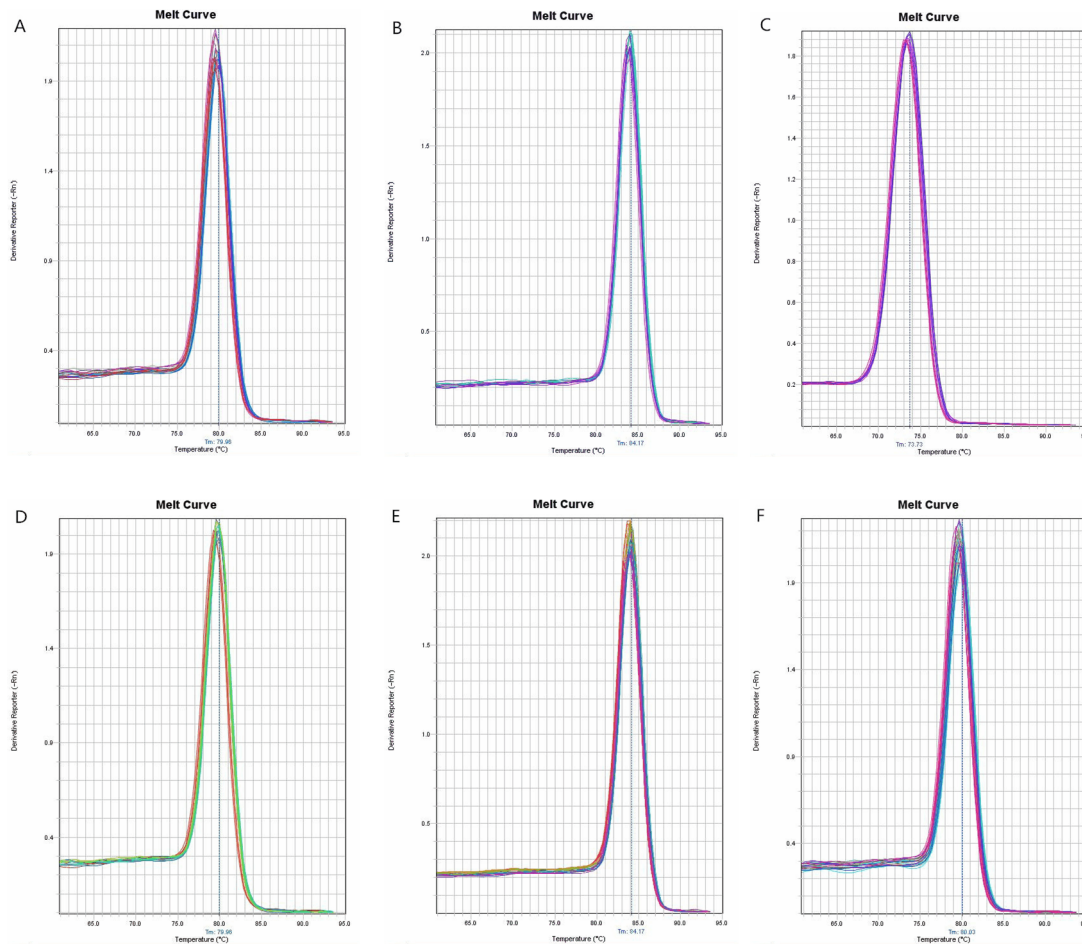 A
Melt Curve
Derivative Reporter (-Rn')
1.9
1.4
0.9
0.4
65.0 70.0 75.0 80.0 85.0 90.0 95.0
Tm: 79.96
Temperature (°C)
B
Melt Curve
Derivative Reporter (-Rn')
2.0
1.5
1.0
0.5
65.0 70.0 75.0 80.0 85.0 90.0 95.0
Tm: 84.17
Temperature (°C)
C
Melt Curve
Derivative Reporter (-Rn')
1.8
1.6
1.4
1.2
1.0
0.8
0.6
0.4
0.2
65.0 70.0 75.0 80.0 85.0 90.0
Tm: 73.73
Temperature (°C)
D
Melt Curve
Derivative Reporter (-Rn')
1.9
1.4
0.9
0.4
65.0 70.0 75.0 80.0 85.0 90.0 95.0
Tm: 79.96
Temperature (°C)
E
Melt Curve
Derivative Reporter (-Rn')
2.0
1.5
1.0
0.5
65.0 70.0 75.0 80.0 85.0 90.0 95.0
Tm: 84.17
Temperature (°C)
F
Melt Curve
Derivative Reporter (-Rn')
1.9
1.4
0.9
0.4
65.0 70.0 75.0 80.0 85.0 90.0
Tm: 80.03
Temperature (°C)